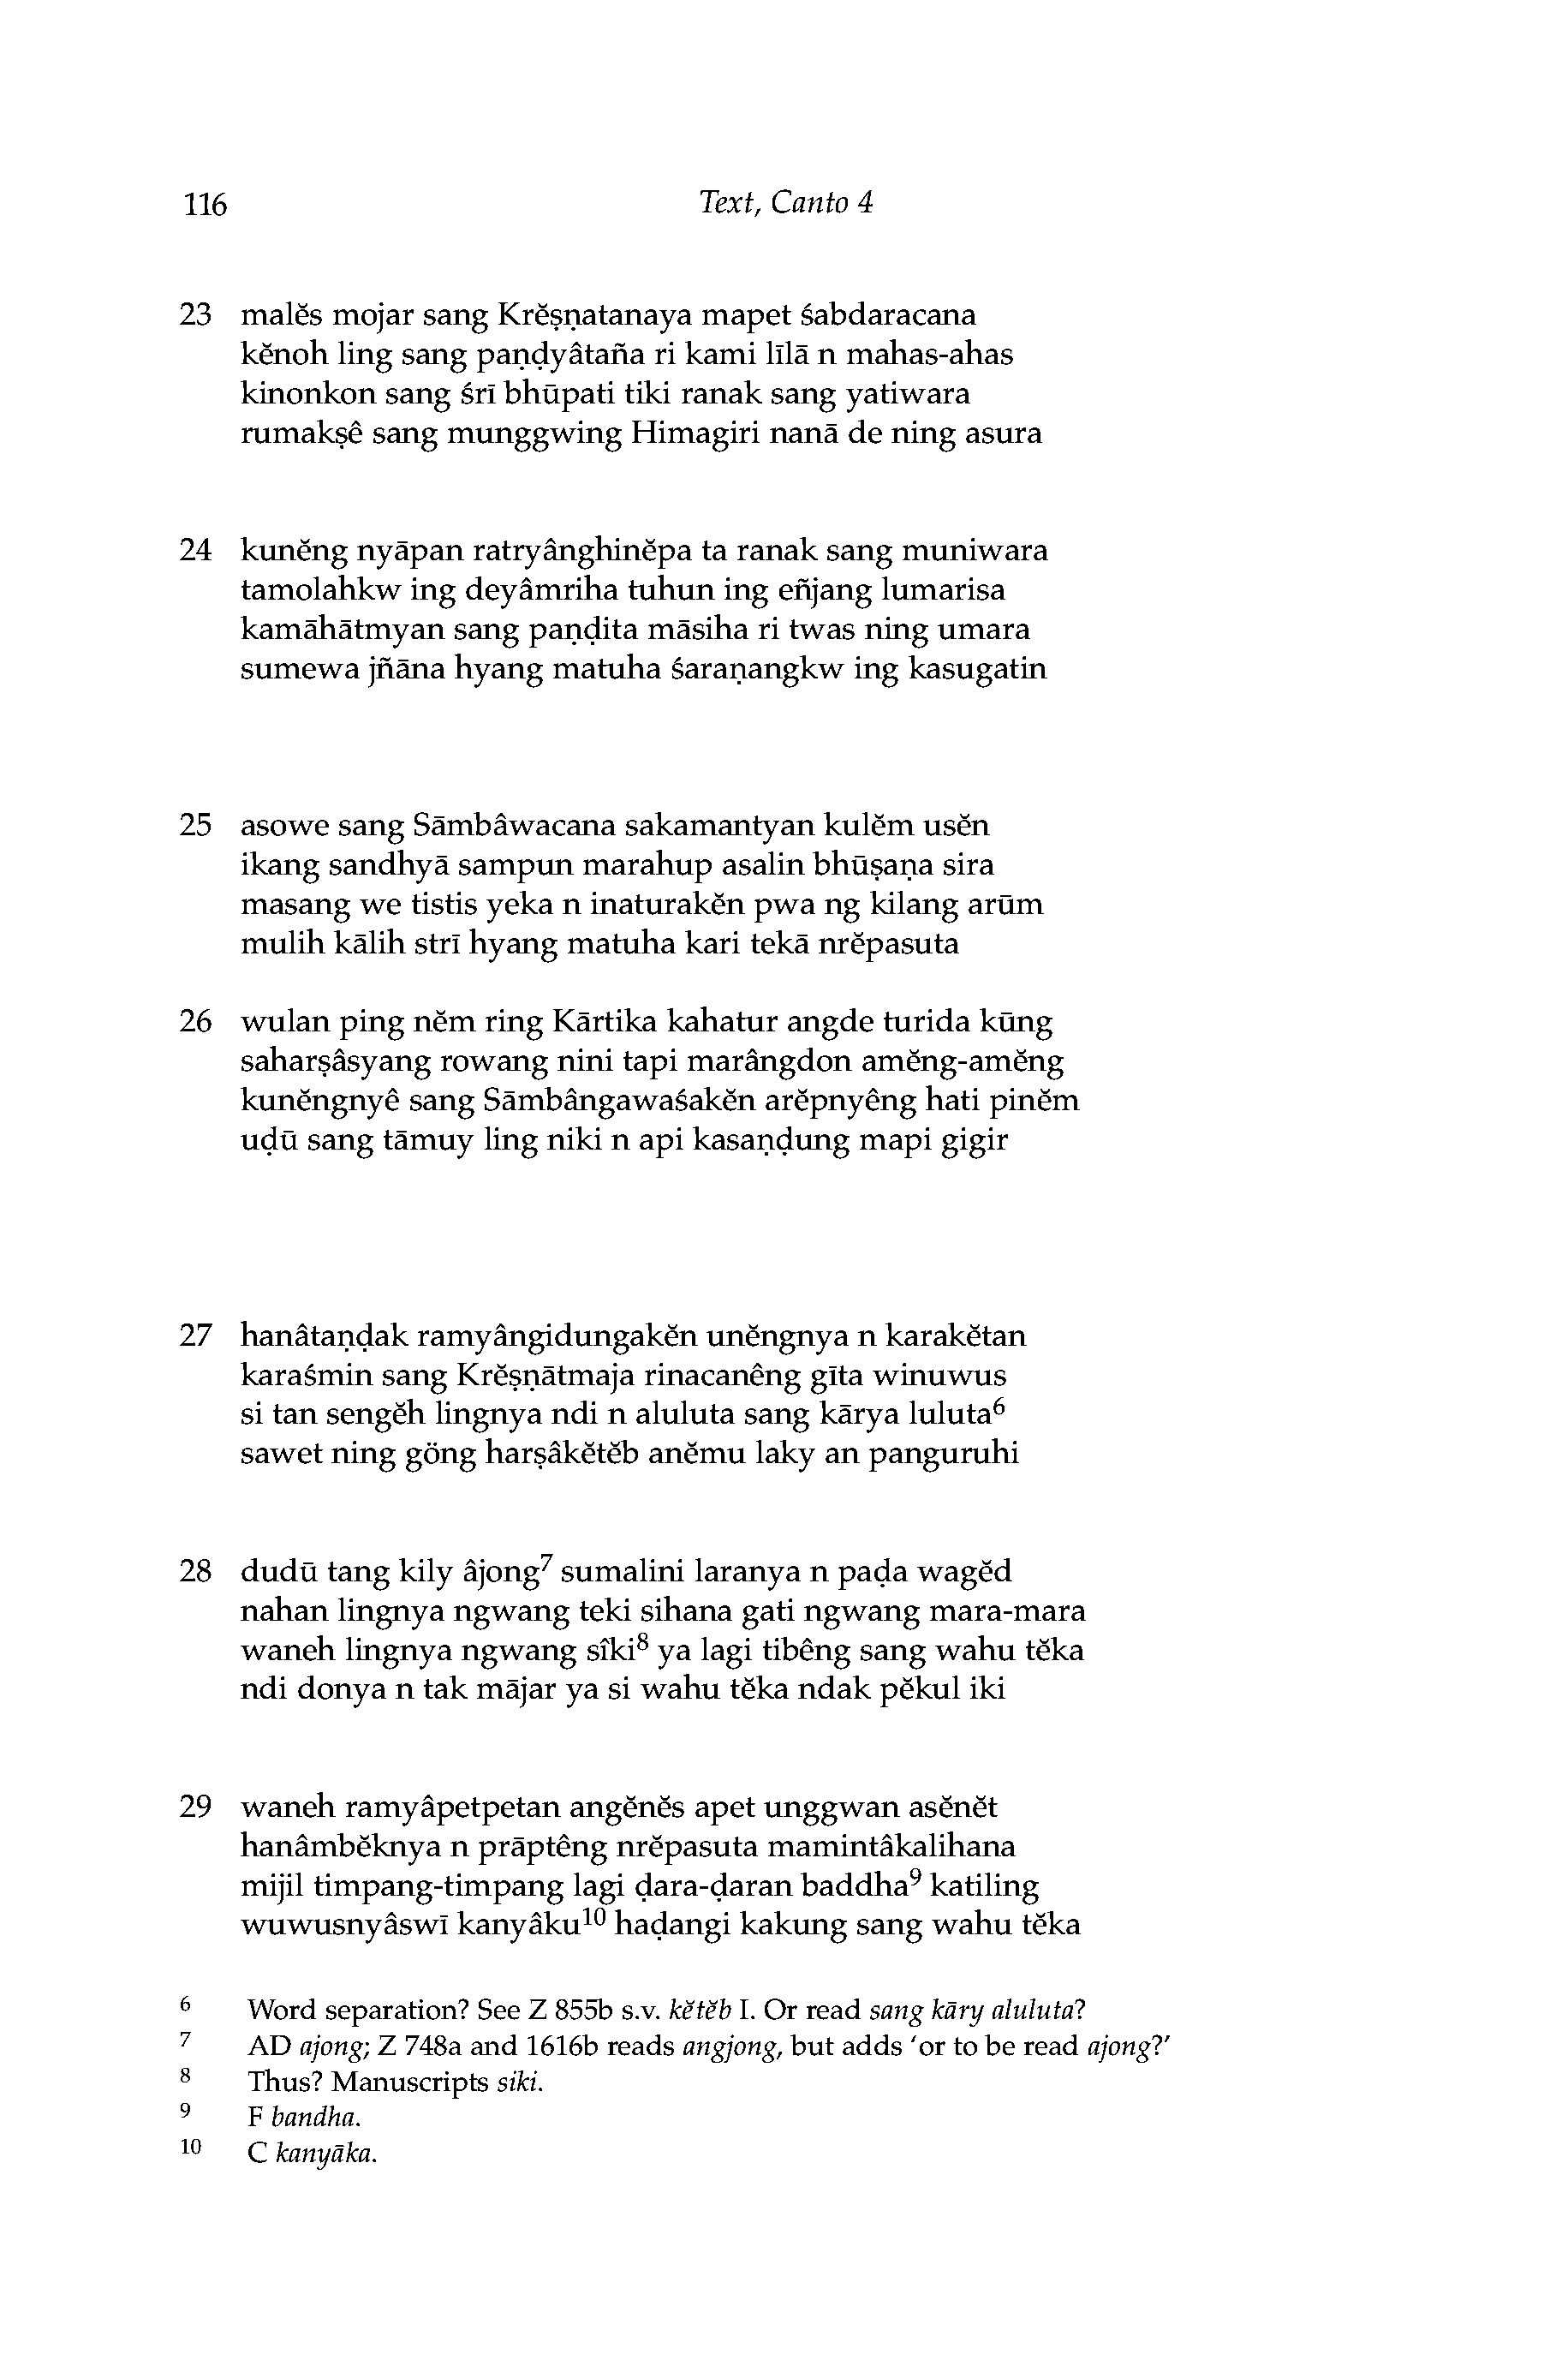 116 Text, Canto 4
23 malĕs mojar sang Krĕṣṇatanaya mapet śabdaracana
kĕnoh ling sang paṇḍyâtaña ri kami līlā n mahas-ahas
kinonkon sang śrī bhūpati tiki ranak sang yatiwara
rumakṣê sang munggwing Himagiri nanā de ning asura
24 kunĕng nyāpan ratryânghinĕpa ta ranak sang muniwara
tamolahkw ing deyâmriha tuhun ing eñjang lumarisa
kamāhātmyan sang paṇḍita māsiha ri twas ning umara
sumewa jñāna hyang matuha śaraṇangkw ing kasugatin
25 asowe sang Sāmbâwacana sakamantyan kulĕm usĕn
ikang sandhyā sampun marahup asalin bhūṣaṇa sira
masang we tistis yeka n inaturakĕn pwa ng kilang arūm
mulih kālih strī hyang matuha kari tekā nrĕpasuta
26 wulan ping nĕm ring Kārtika kahatur angde turida kūng
saharṣâsyang rowang nini tapi marângdon amĕng-amĕng
kunĕngnyê sang Sāmbângawaśakĕn arĕpnyêng hati pinĕm
uḍū sang tāmuy ling niki n api kasaṇḍung mapi gigir
27 hanâtaṇḍak ramyângidungakĕn unĕngnya n karakĕtan
karaśmin sang Krĕṣṇātmaja rinacanêng gīta winuwus
si tan sengĕh lingnya ndi n aluluta sang kārya luluta⁶
sawet ning göng harṣâkĕtĕb anĕmu laky an panguruhi
28 dudū tang kily âjong⁷ sumalini laranya n paḍa wagĕd
nahan lingnya ngwang teki sihana gati ngwang mara-mara
waneh lingnya ngwang sîki⁸ ya lagi tibêng sang wahu tĕka
ndi donya n tak mājar ya si wahu tĕka ndak pĕkul iki
29 waneh ramyâpetpetan angĕnĕs apet unggwan asĕnĕt
hanâmbĕknya n prāptêng nrĕpasuta mamintâkalihana
mijil timpang-timpang lagi ḍara-ḍaran baddha⁹ katiling
wuwusnyâswī kanyâku¹⁰ haḍangi kakung sang wahu tĕka
⁶ Word separation? See Z 855b s.v. kĕtĕb I. Or read sang kāry aluluta?
⁷ AD ajong; Z 748a and 1616b reads angjong, but adds ‘or to be read ajong?’
⁸ Thus? Manuscripts siki.
⁹ F bandha.
¹⁰ C kanyāka.